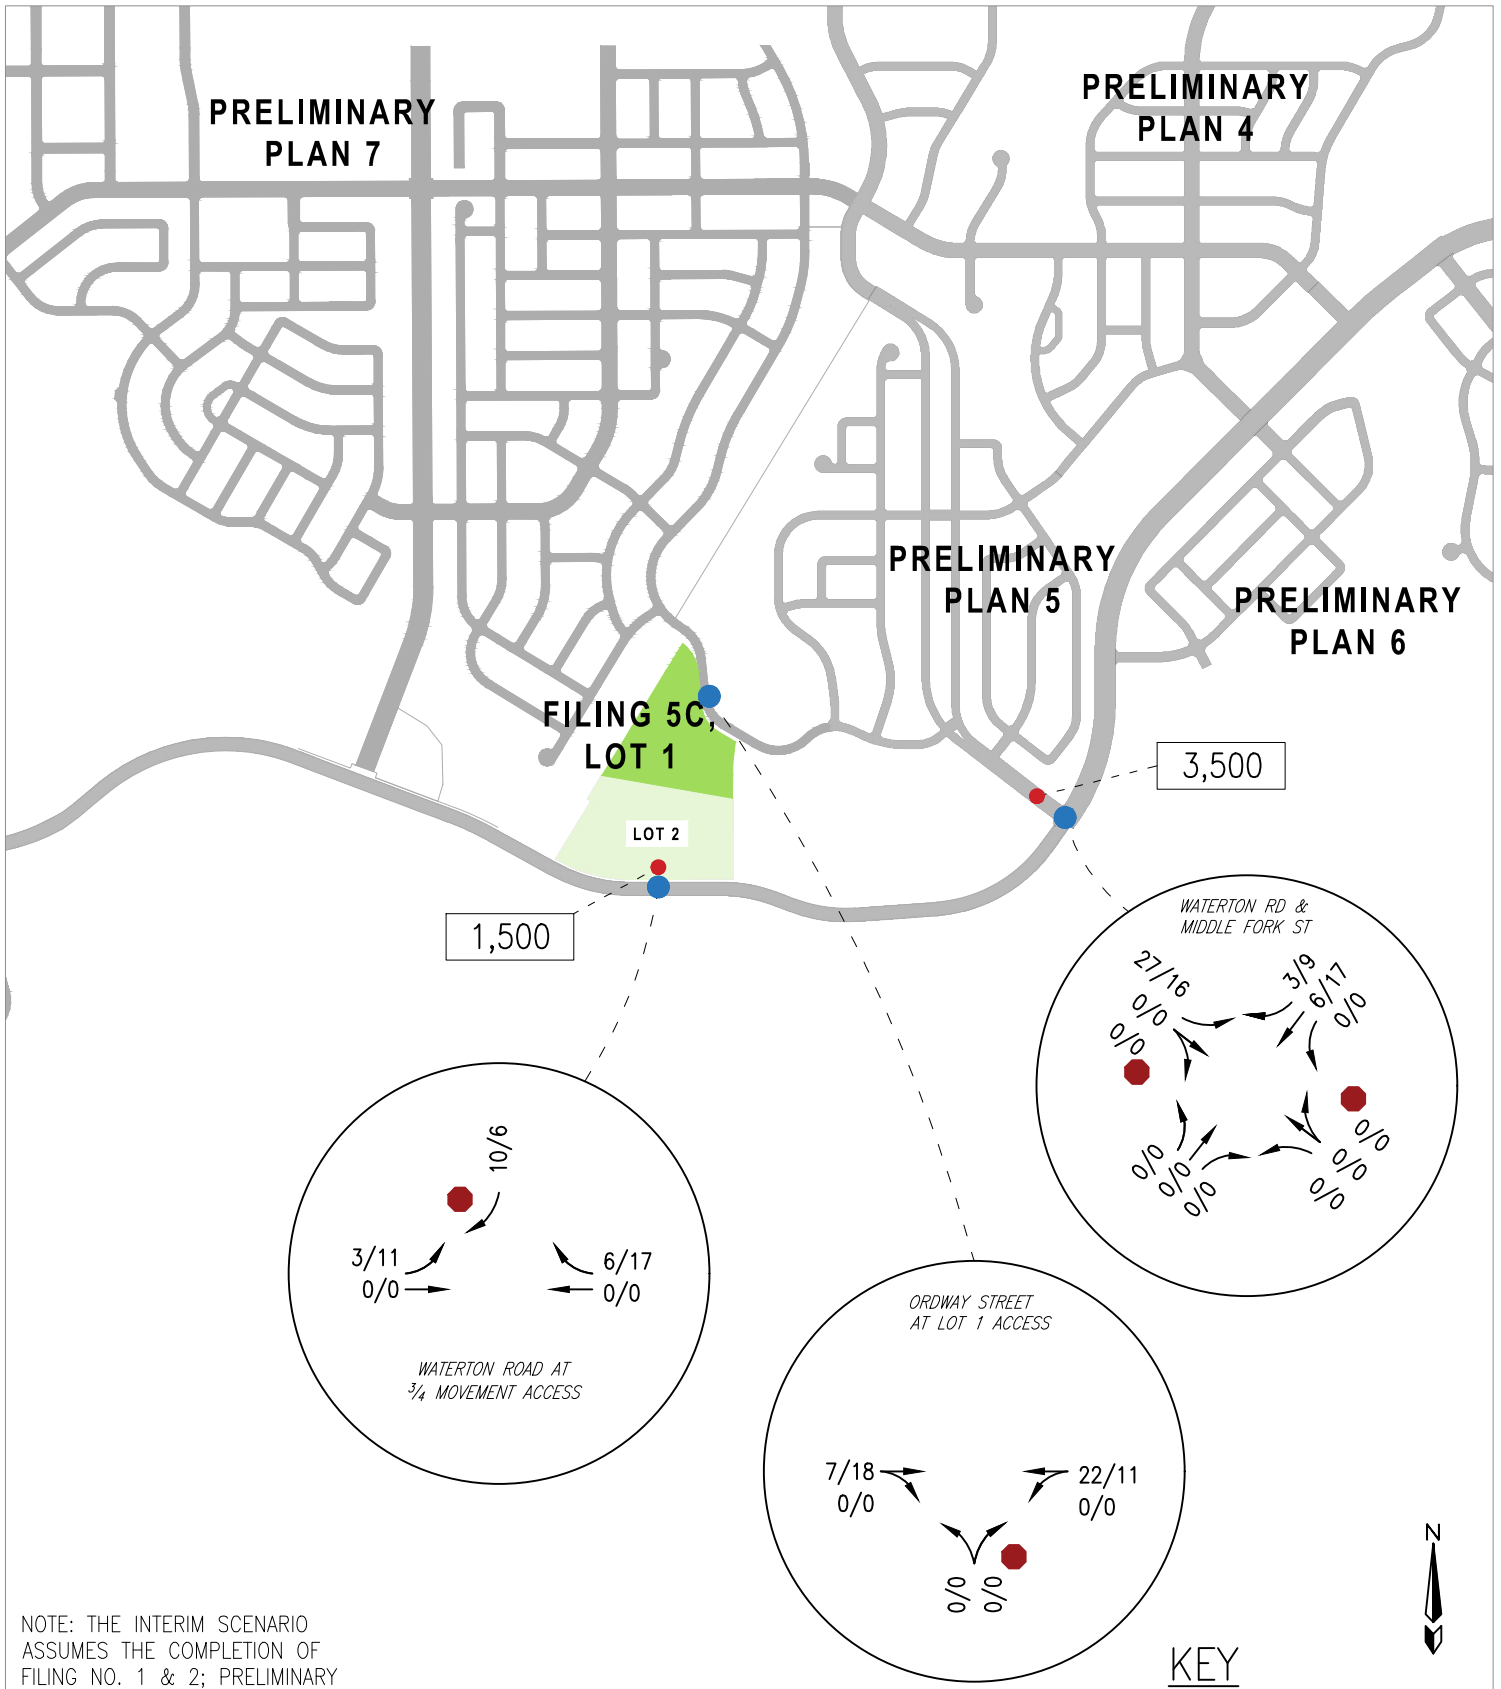 PRELIMINARY
PLAN 7
PRELIMINARY
PLAN 4
PRELIMINARY
PLAN 5
PRELIMINARY
PLAN 6
FILING 5C,
LOT 1
LOT 2
3,500
1,500
WATERTON RD &
MIDDLE FORK ST
27/16
0/0
0/0
3/9
6/17
0/0
0/0
0/0
0/0
0/0
0/0
0/0
10/6
3/11
0/0
6/17
0/0
WATERTON ROAD AT
¾ MOVEMENT ACCESS
ORDWAY STREET
AT LOT 1 ACCESS
7/18
0/0
22/11
0/0
0/0
0/0
N
NOTE: THE INTERIM SCENARIO
ASSUMES THE COMPLETION OF
FILING NO. 1 & 2; PRELIMINARY
KEY